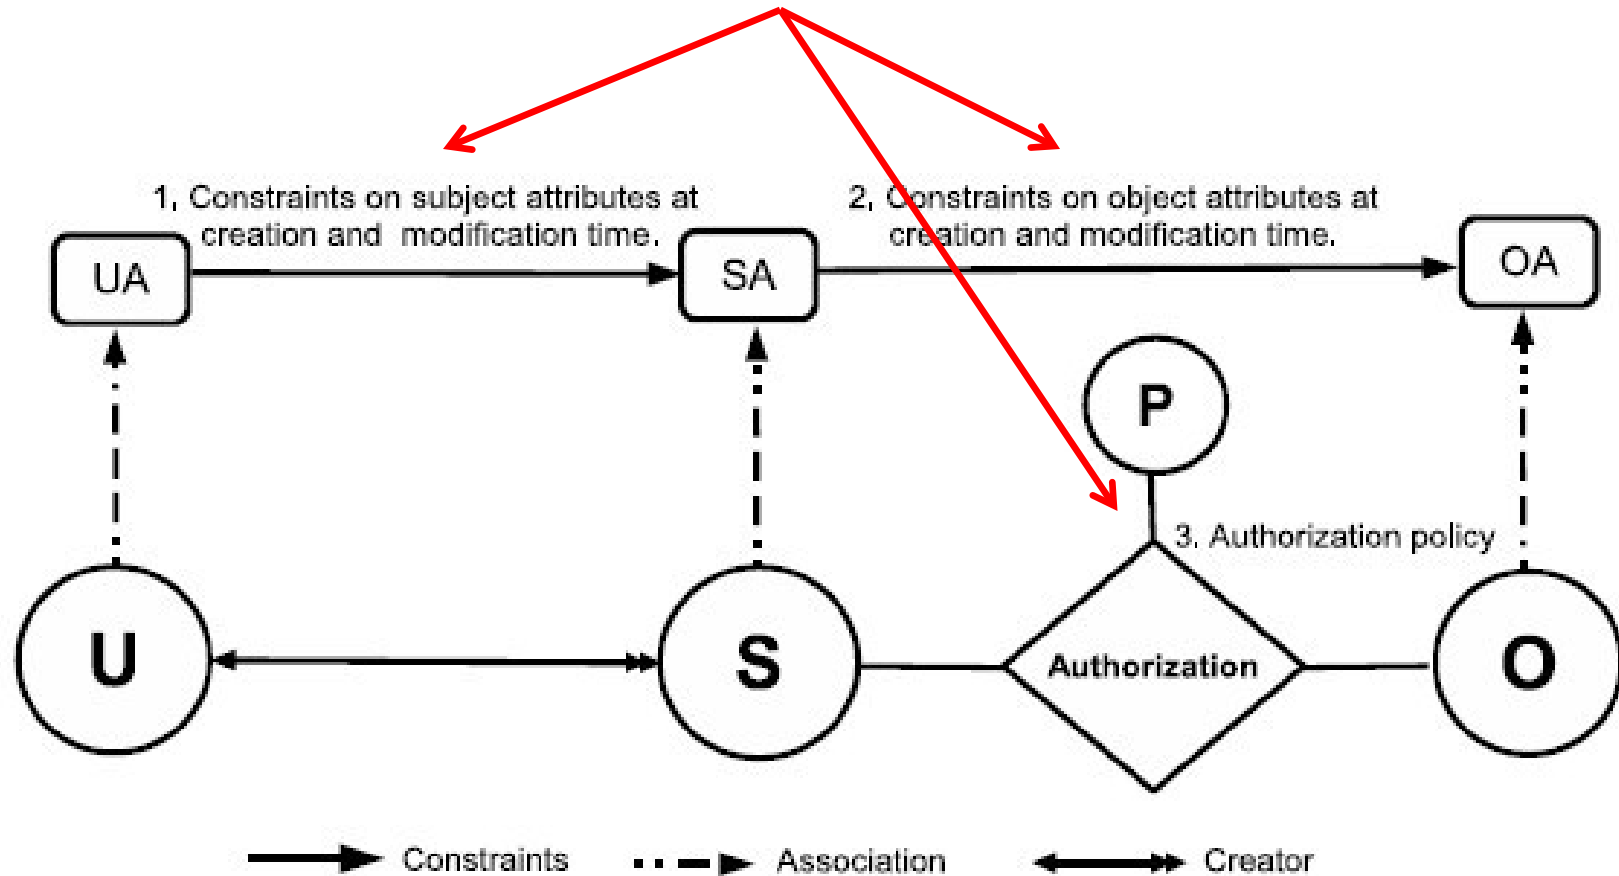 1. Constraints on subject attributes at
creation and modification time.
2. Constraints on object attributes at
creation and modification time.
UA
SA
OA
P
3. Authorization policy
U
S
Authorization
O
Constraints
Association
Creator